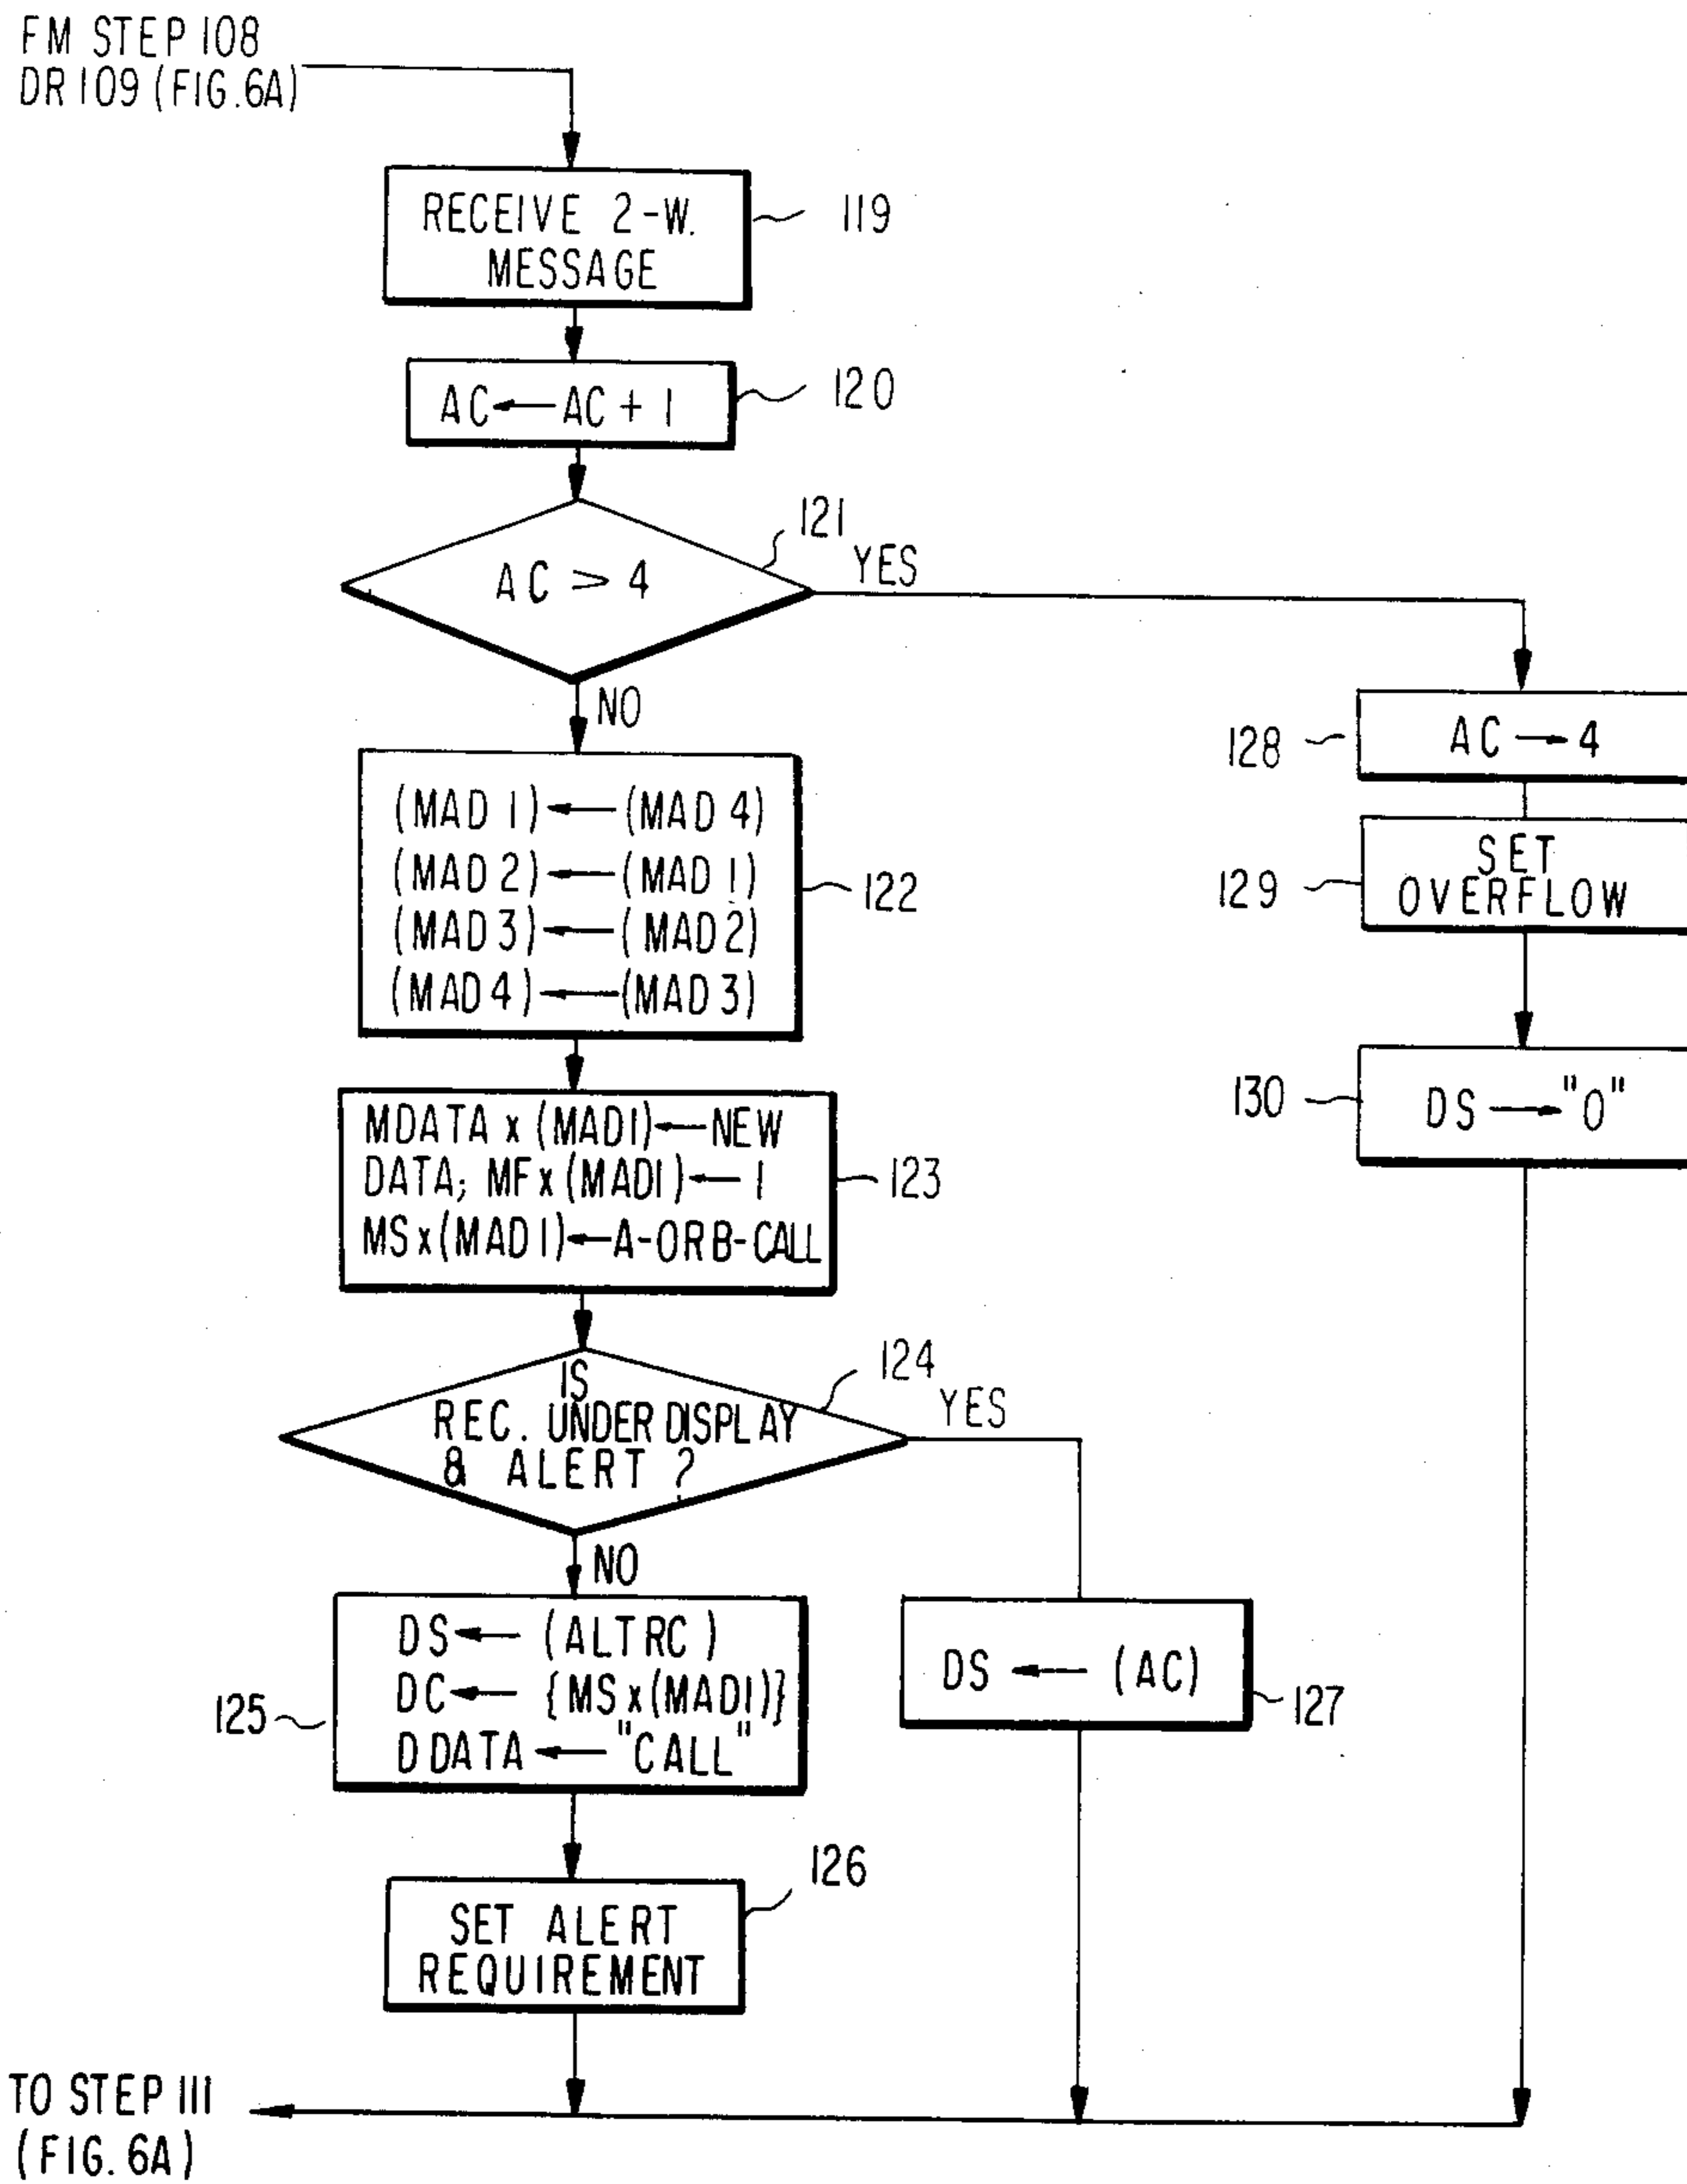 FM STEP 108
DR 109 (FIG. 6A)
RECEIVE 2-W.
MESSAGE
119
AC ← AC + 1
120
121
AC > 4
YES
NO
(MAD 1) ← (MAD 4)
(MAD 2) ← (MAD 1)
(MAD 3) ← (MAD 2)
(MAD 4) ← (MAD 3)
122
AC → 4
128
SET
OVERFLOW
129
DS → "0"
130
MDATA x (MAD1) ← NEW
DATA; MF x (MAD1) ← 1
MS x (MAD1) ← A-ORB-CALL
123
124
IS
REC. UNDER DISPLAY
& ALERT ?
YES
NO
DS ← (ALTRC)
DC ← {MS x (MAD1)}
D DATA ← "CALL"
125
DS ← (AC)
127
SET ALERT
REQUIREMENT
126
TO STEP 111
(FIG. 6A)